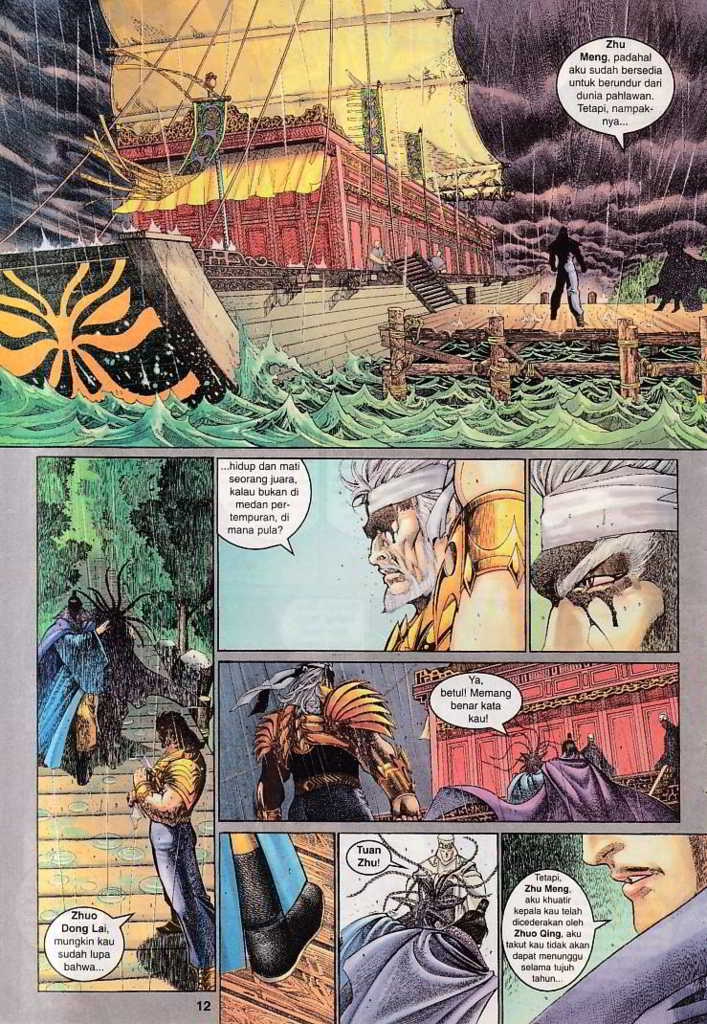 Zhu
Meng, padahal
aku sudah bersedia
untuk berundur dari
dunia pahlawan.
Tetapi, nampak-
nya...
Zhuo
Dong Lai,
mungkin kau
sudah lupa
bahwa...
...hidup dan mati
seorang juara,
kalau bukan di
medan per-
tempuran, di
mana pula?
Ya,
betul! Memang
benar kata
kau!
Tuan
Zhu!
Tetapi,
Zhu Meng,
aku khuatir
kepala kau telah
dicederakan oleh
Zhuo Qing, aku
takut kau tidak akan
dapat menunggu
selama tujuh
tahun...
12